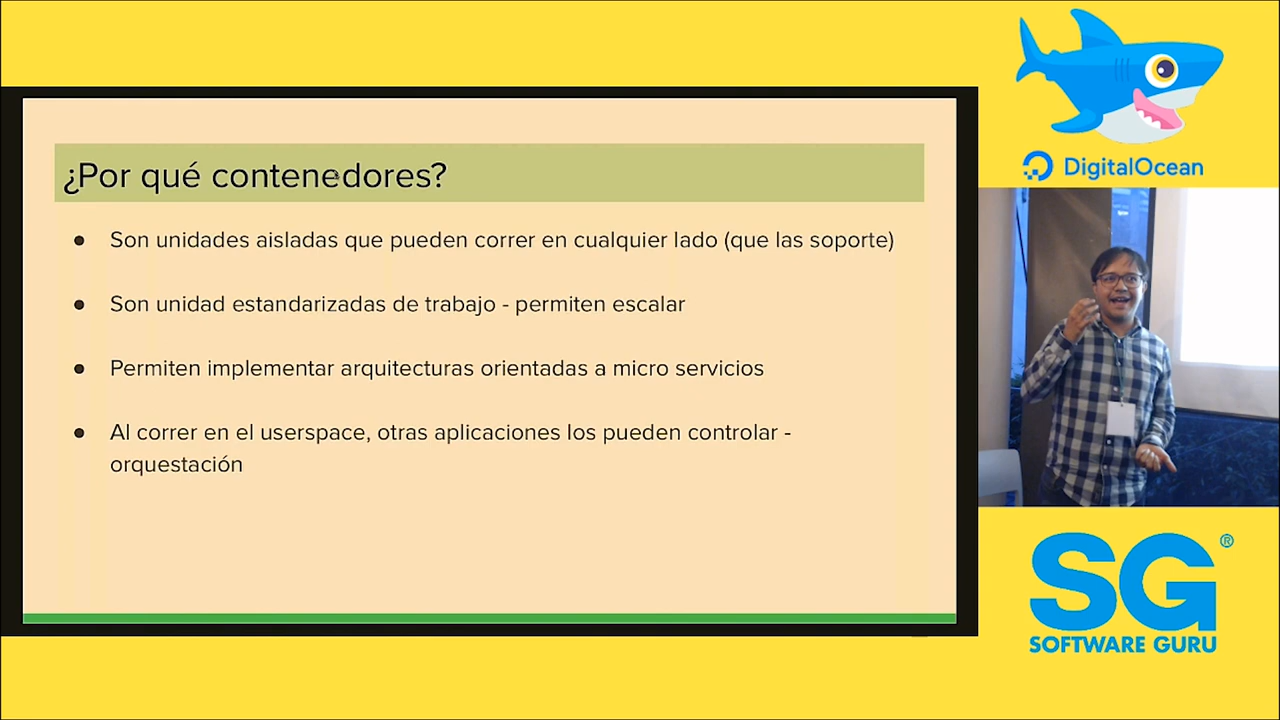 ¿Por qué contenedores?
● Son unidades aisladas que pueden correr en cualquier lado (que las soporte)
● Son unidad estandarizadas de trabajo - permiten escalar
● Permiten implementar arquitecturas orientadas a micro servicios
● Al correr en el userspace, otras aplicaciones los pueden controlar -
orquestación
DigitalOcean
SG®
SOFTWARE GURU